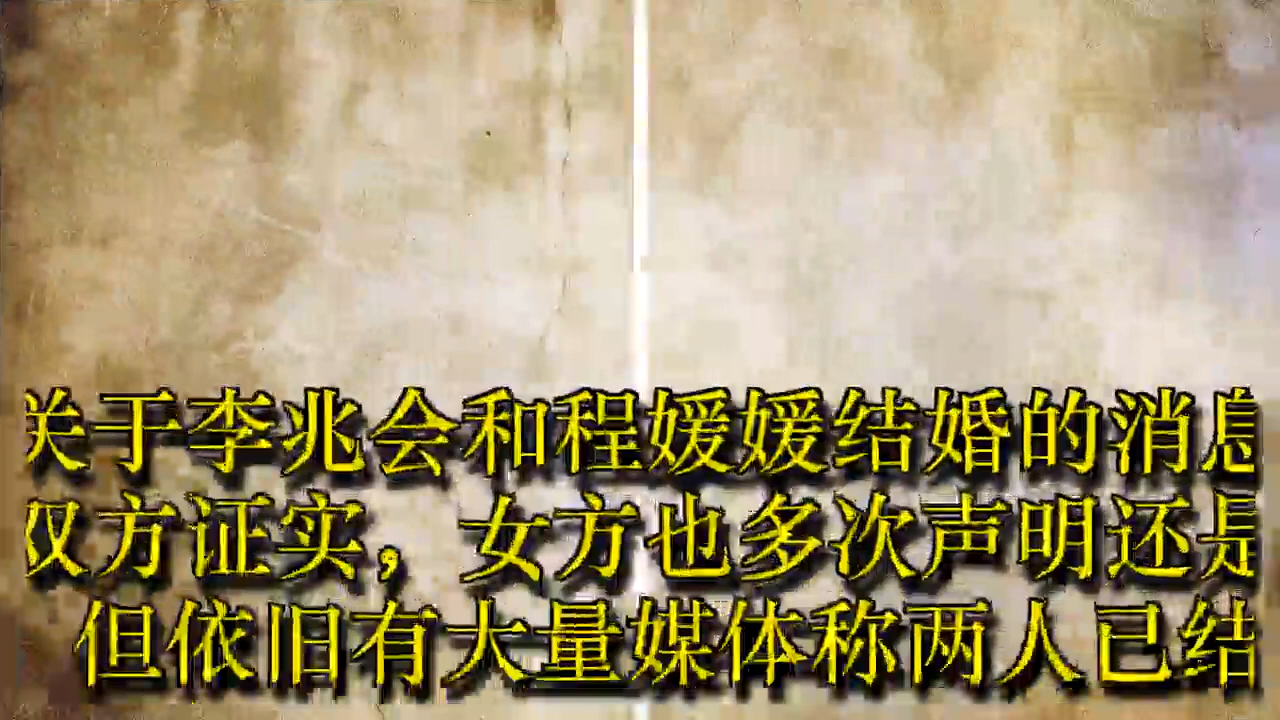 关于李兆会和程媛媛结婚的消息
双方证实，女方也多次声明还是
但依旧有大量媒体称两人已结